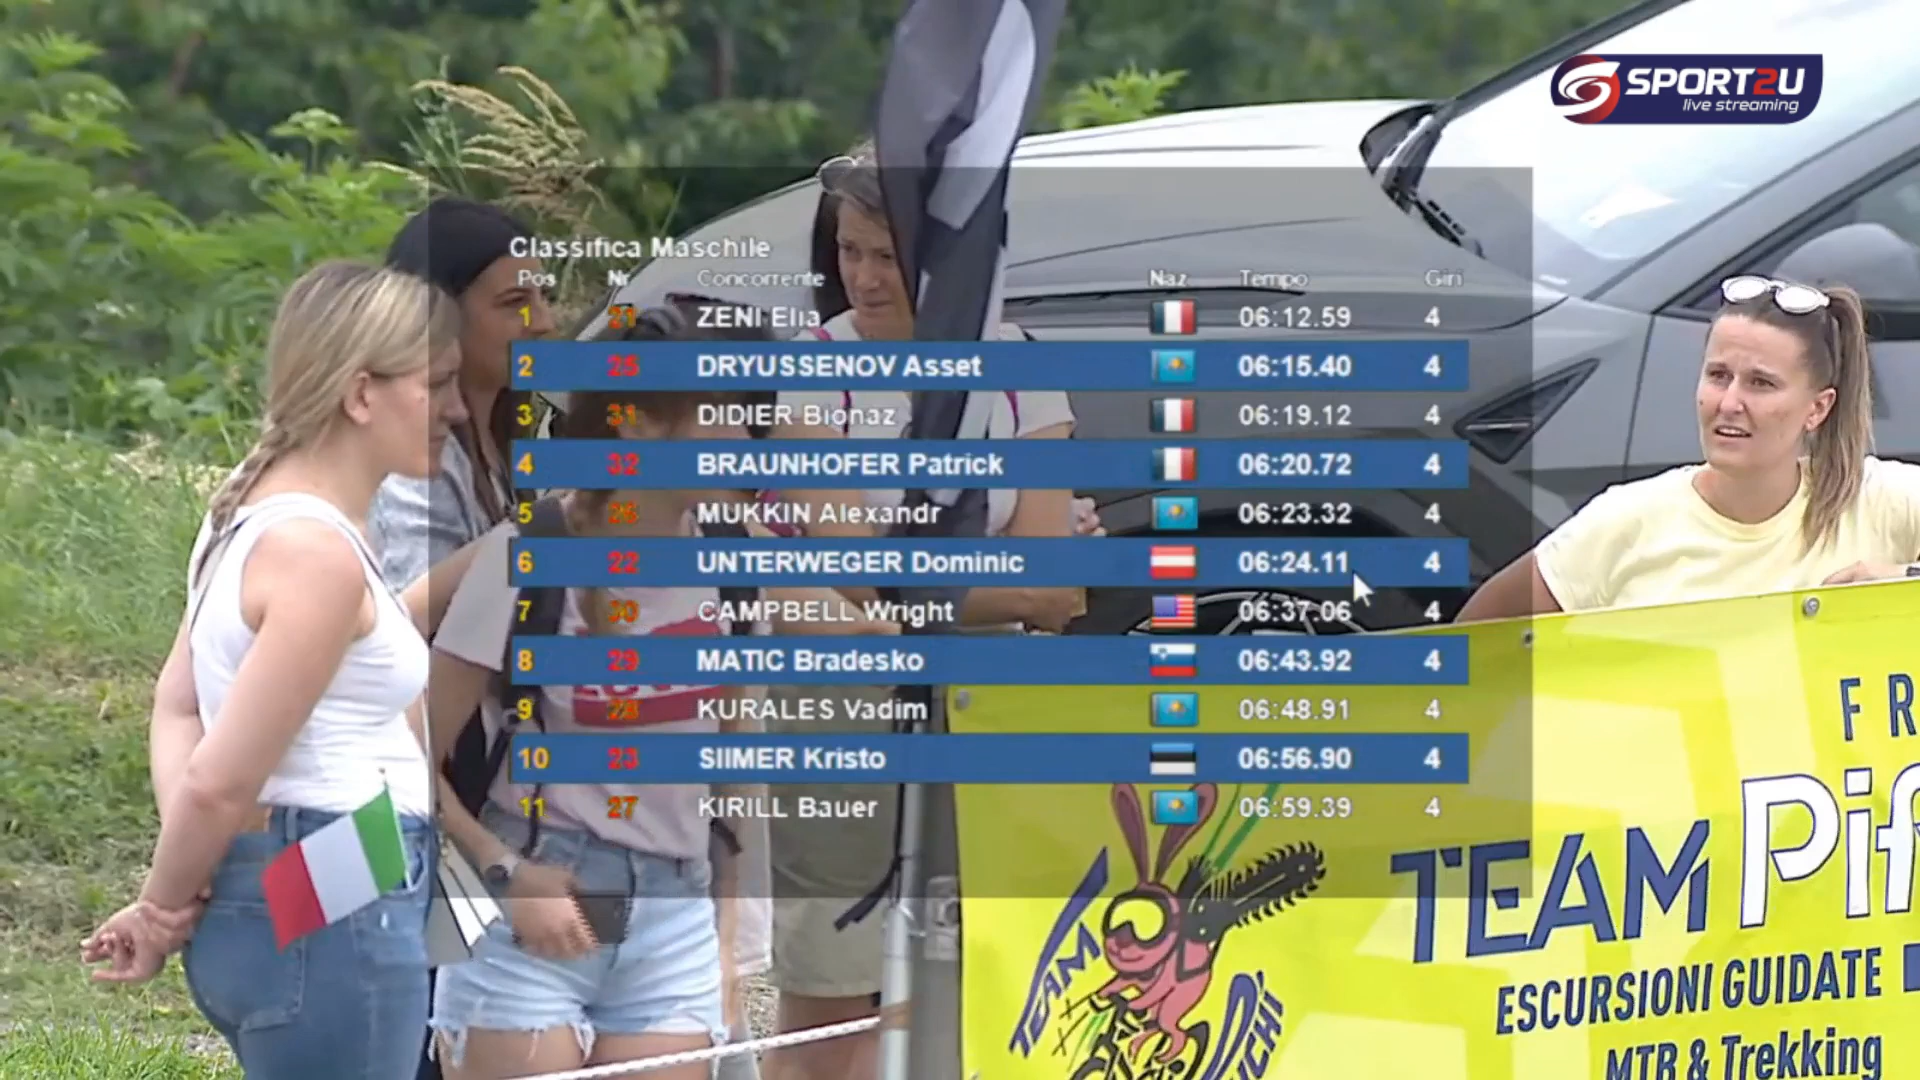 SPORT2U
live streaming
Classifica Maschile
Pos Nr Concorrente Naz Tempo Giri
1 21 ZENI Elia 06:12.59 4
2 25 DRYUSSENOV Asset 06:15.40 4
3 31 DIDIER Bionaz 06:19.12 4
4 32 BRAUNHOFER Patrick 06:20.72 4
5 26 MUKKIN Alexandr 06:23.32 4
6 22 UNTERWEGER Dominic 06:24.11 4
7 30 CAMPBELL Wright 06:37.06 4
8 29 MATIC Bradesko 06:43.92 4
9 28 KURALES Vadim 06:48.91 4
10 23 SIIMER Kristo 06:56.90 4
11 27 KIRILL Bauer 06:59.39 4
FR
TEAM Pif
ESCURSIONI GUIDATE
MTB & Trekking
TEAM